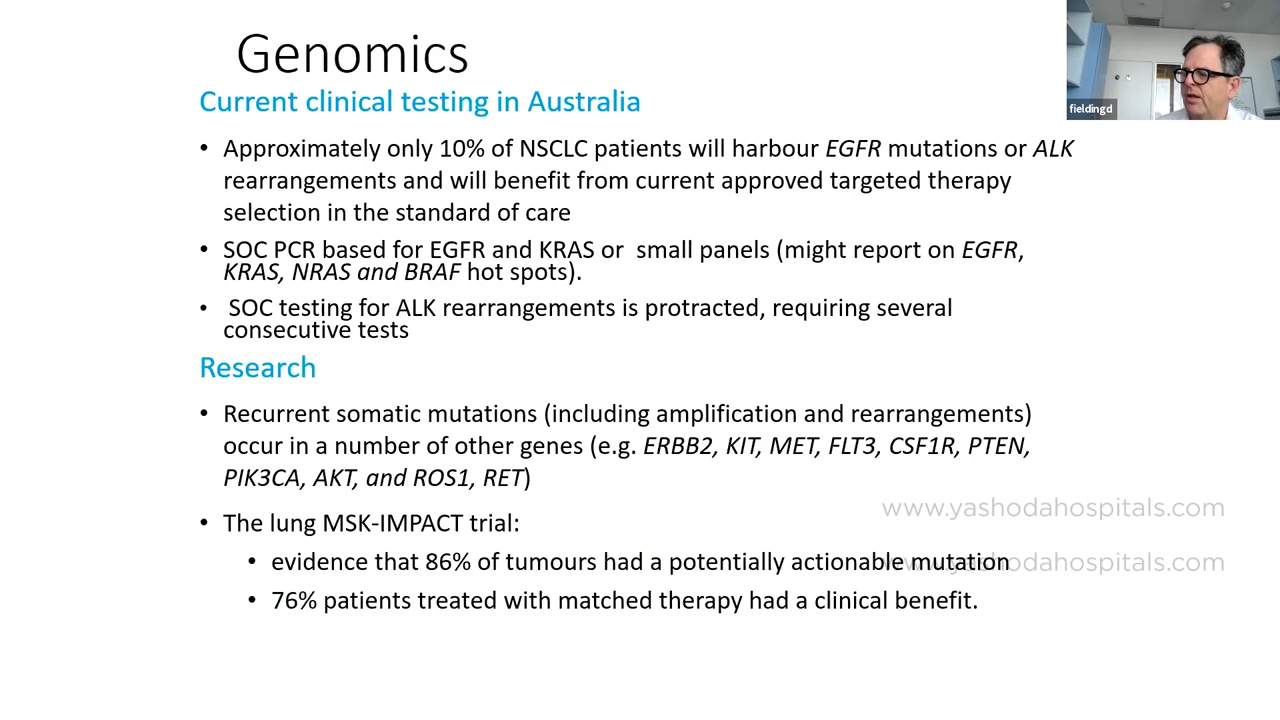 Genomics
Current clinical testing in Australia
• Approximately only 10% of NSCLC patients will harbour EGFR mutations or ALK
rearrangements and will benefit from current approved targeted therapy
selection in the standard of care
• SOC PCR based for EGFR and KRAS or small panels (might report on EGFR,
KRAS, NRAS and BRAF hot spots).
• SOC testing for ALK rearrangements is protracted, requiring several
consecutive tests
Research
• Recurrent somatic mutations (including amplification and rearrangements)
occur in a number of other genes (e.g. ERBB2, KIT, MET, FLT3, CSF1R, PTEN,
PIK3CA, AKT, and ROS1, RET)
• The lung MSK-IMPACT trial:
• evidence that 86% of tumours had a potentially actionable mutation
• 76% patients treated with matched therapy had a clinical benefit.
fieldingd
www.yashodahospitals.com
www.yashodahospitals.com